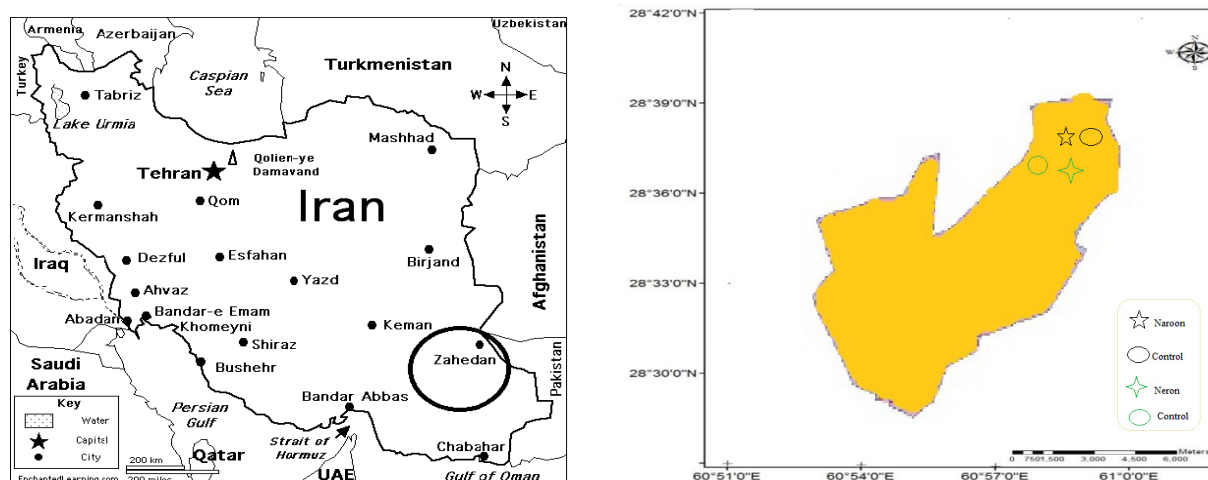 Armenia
Azerbaijan
Uzbekistan
Turkey
Caspian
Sea
Turkmenistan
N
W E
S
Tabriz
Lake Urmia
Mashhad
Tehran
Qolien-ye
Damavand
Qom
Iran
Kermanshah
Afghanistan
Iraq
Dezful
Esfahan
Birjand
Yazd
Ahvaz
Bandar-e Emam
Khomeyni
Abadan
Keman
Shiraz
Zahedan
Saudi
Arabia
Bushehr
Pakistan
Bandar Abbas
Key
Water
Capital
City
Persian
Gulf
Strait of
Hormuz
Chabahar
200 km
200 miles
Qatar
UAE
Gulf of Oman
EnchantedLearning.com
28°42'0"N
28°39'0"N
28°36'0"N
28°33'0"N
28°30'0"N
N
W E
S
Naroon
Control
Neron
Control
Meters
0 7501,500 3,000 4,500 6,000
60°51'0"E 60°54'0"E 60°57'0"E 61°0'0"E